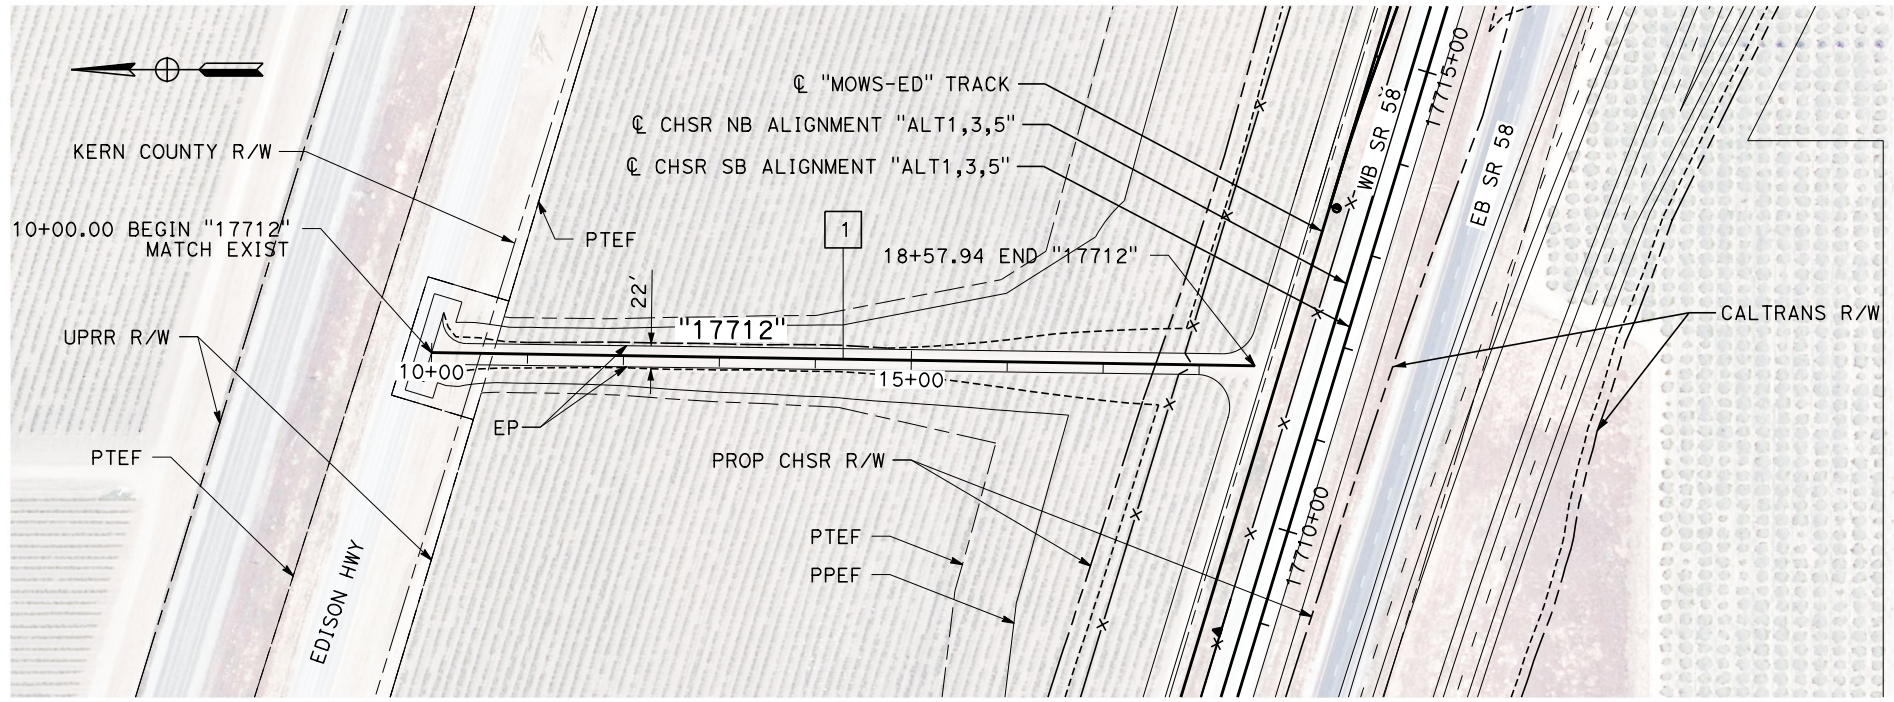 ℄ "MOWS-ED" TRACK
℄ CHSR NB ALIGNMENT "ALT1,3,5"
℄ CHSR SB ALIGNMENT "ALT1,3,5"
KERN COUNTY R/W
10+00.00 BEGIN "17712"
MATCH EXIST
PTEF
1
18+57.94 END "17712"
22'
"17712"
UPRR R/W
10+00
15+00
EP
PTEF
EDISON HWY
PROP CHSR R/W
PTEF
PPEF
WB SR 58
17715+00
EB SR 58
CALTRANS R/W
17710+00